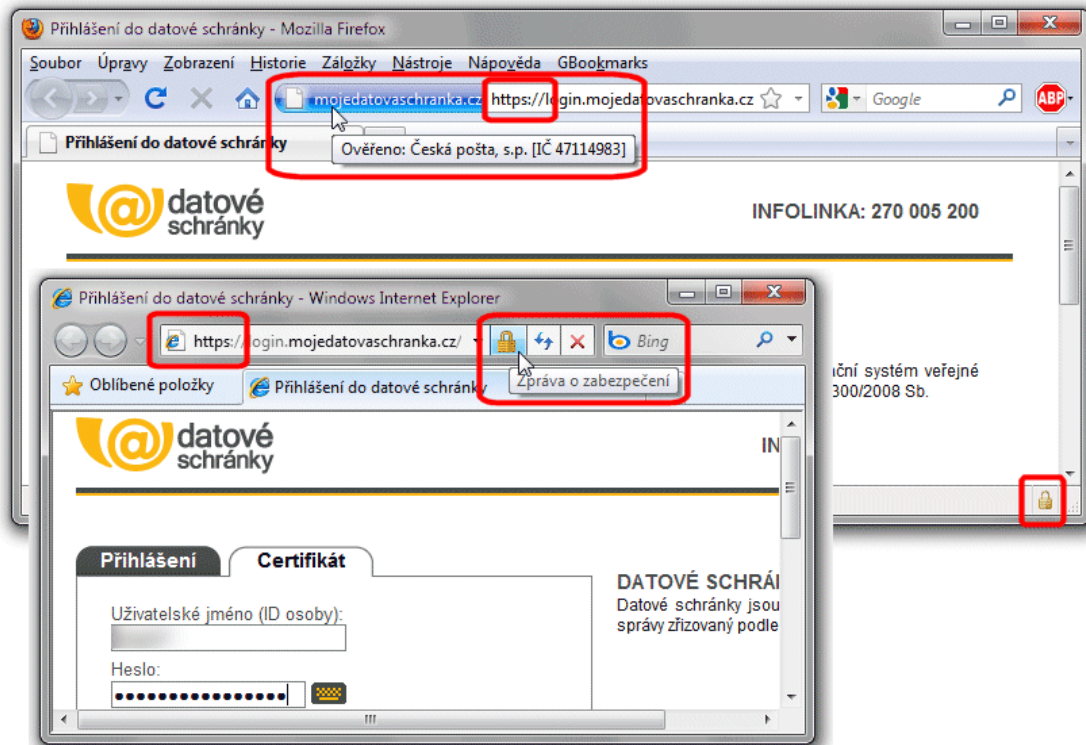 Přihlášení do datové schránky - Mozilla Firefox
Soubor Úpravy Zobrazení Historie Záložky Nástroje Nápověda GBookmarks
mojedatovaschranka.cz https://login.mojedatovaschranka.cz Google ABP
Přihlášení do datové schránky
Ověřeno: Česká pošta, s.p. [IČ 47114983]
@ datové
schránky
INFOLINKA: 270 005 200
ční systém veřejné
300/2008 Sb.
Přihlášení do datové schránky - Windows Internet Explorer
https://login.mojedatovaschranka.cz/ Bing
Oblíbené položky Přihlášení do datové schránky
Zpráva o zabezpečení
@ datové
schránky
IN
Přihlášení Certifikát
Uživatelské jméno (ID osoby):
Heslo:
DATOVÉ SCHRÁ
Datové schránky jsou
správy zřizovaný podle